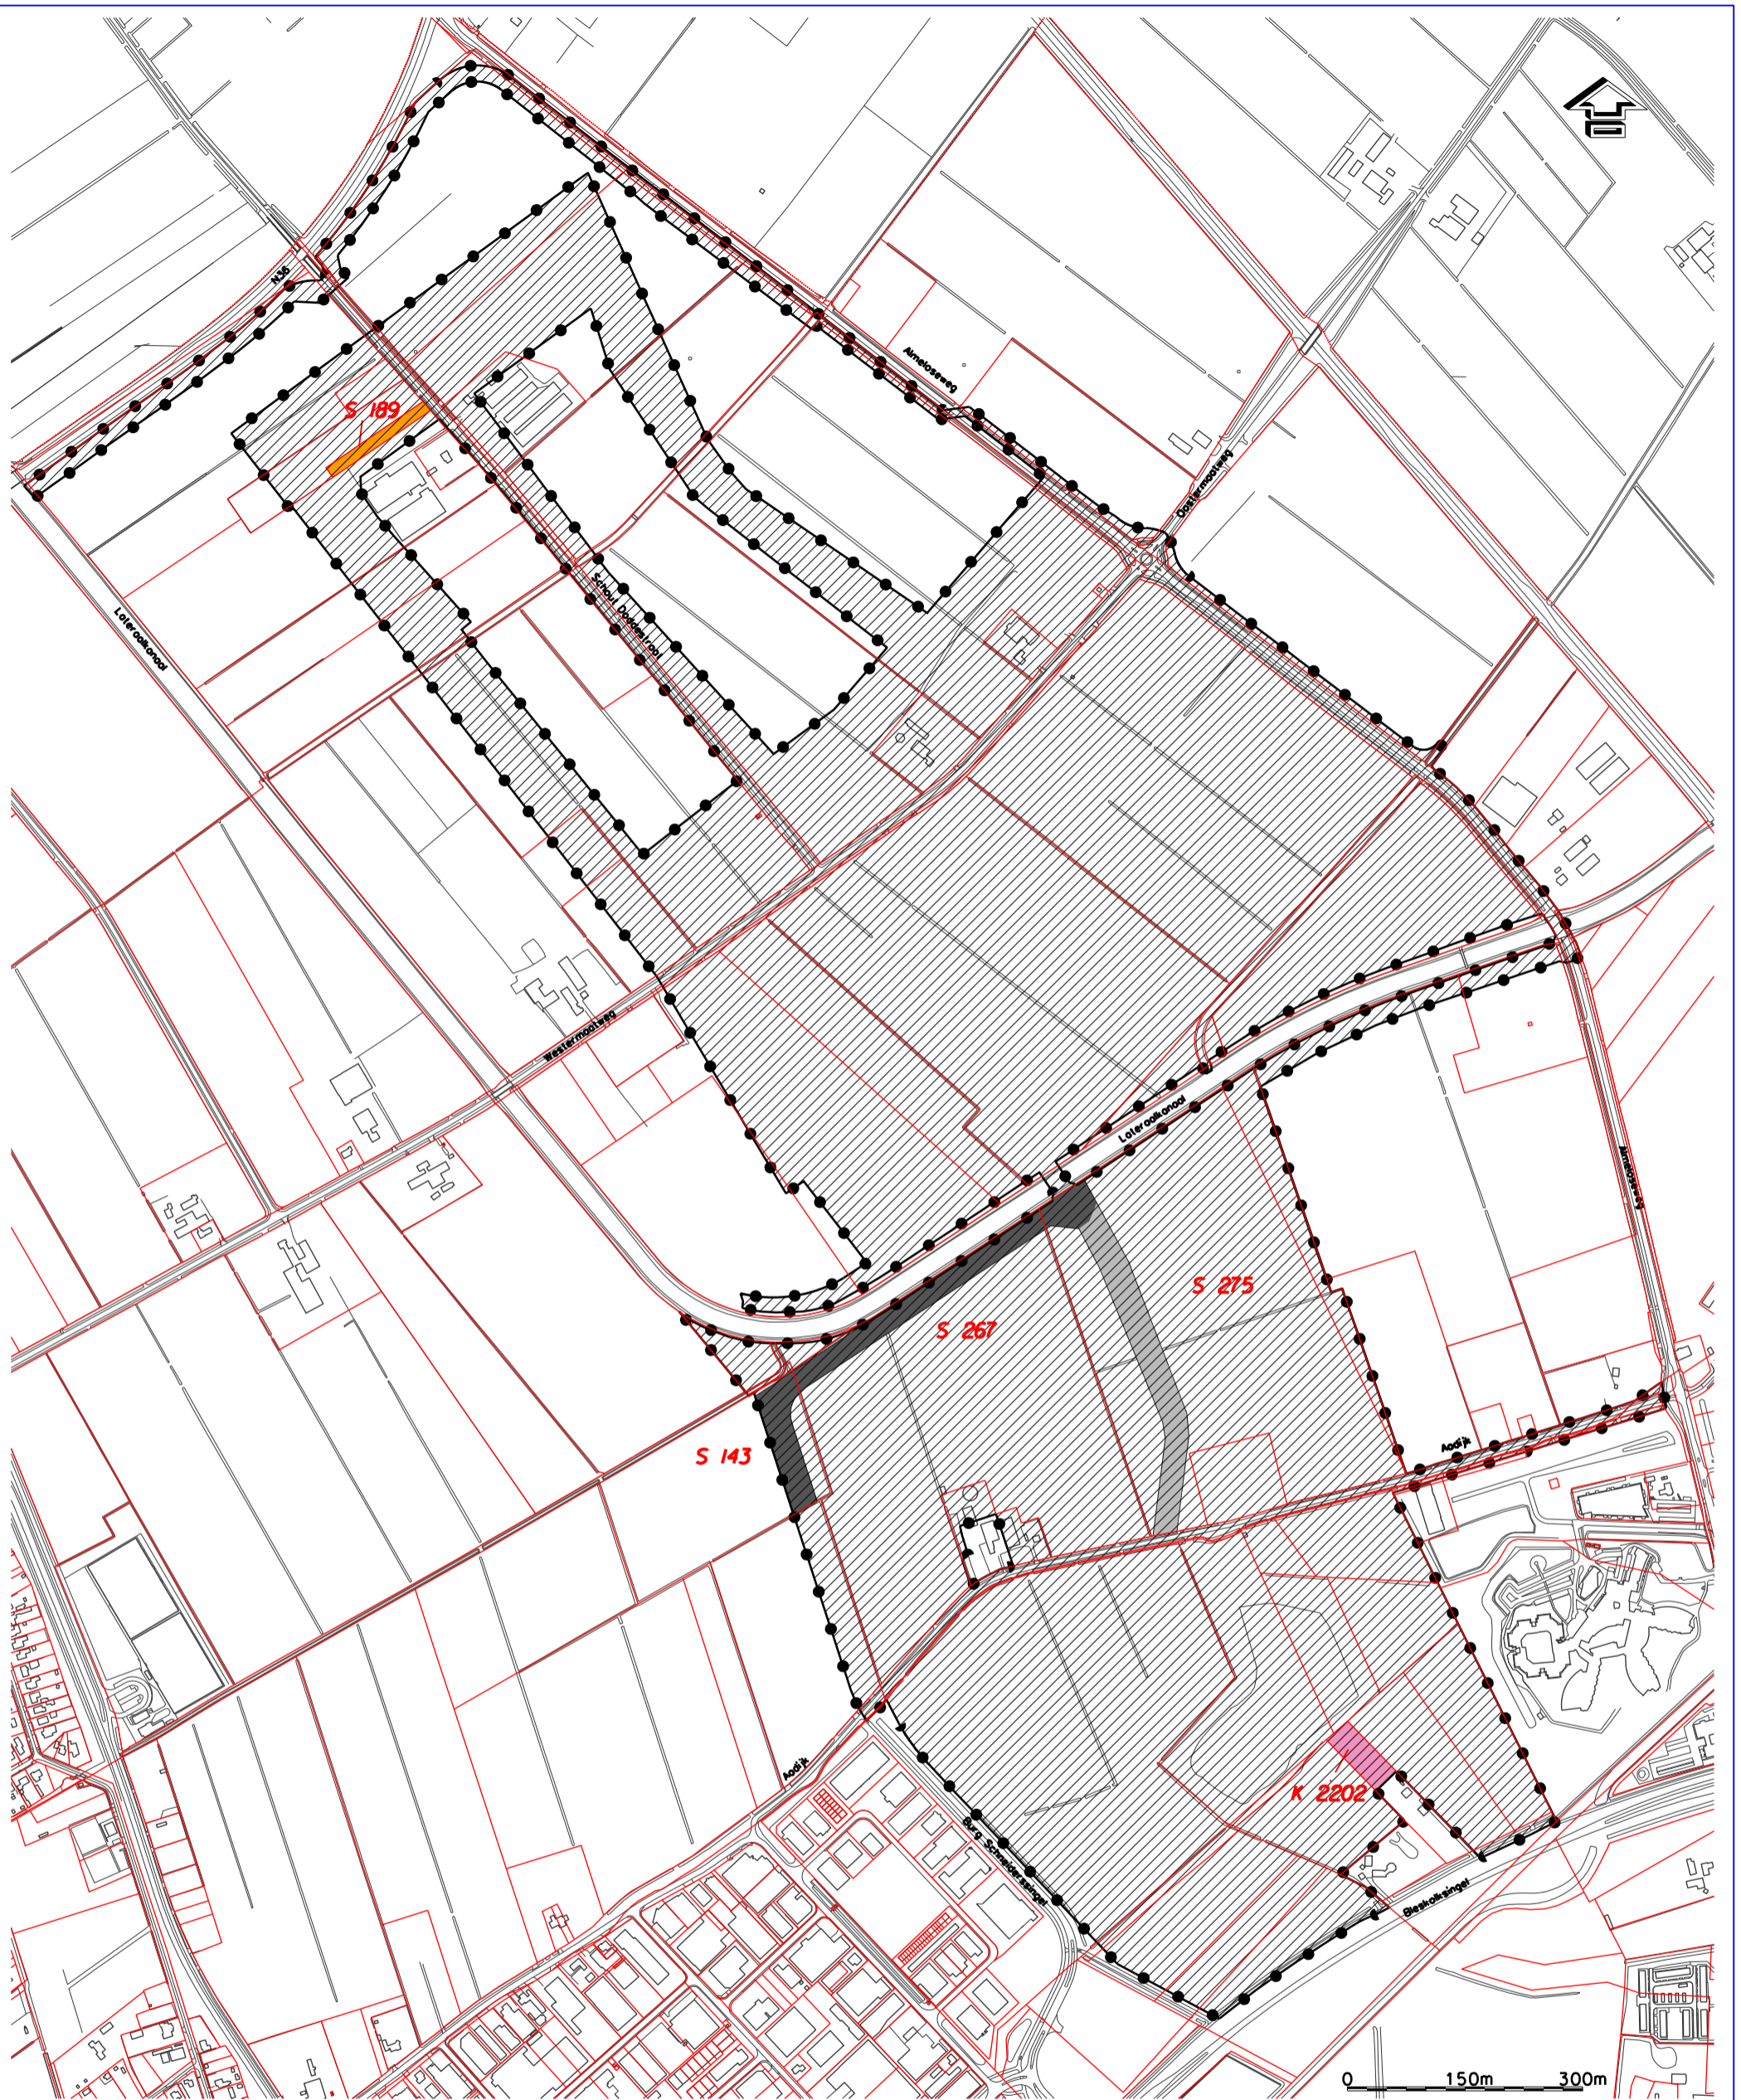 N36
Almeloseweg
S 189
Oostermaatweg
Schout Doddestraat
Lateraalkanaal
Westermaatweg
Lateraalkanaal
Almeloseweg
S 275
S 267
Aadijk
S 143
Aadijk
K 2202
Burg. Schneiderssingel
Bleskolksingel
0 150m 300m